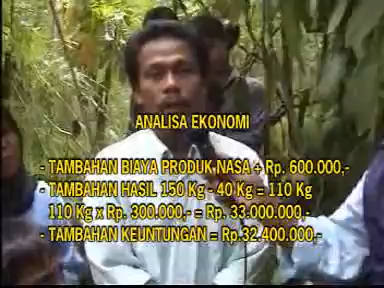 ANALISA EKONOMI
- TAMBAHAN BIAYA PRODUK NASA ± Rp. 600.000,-
- TAMBAHAN HASIL 150 Kg - 40 Kg = 110 Kg
110 Kg x Rp. 300.000,- = Rp. 33.000.000,-
- TAMBAHAN KEUNTUNGAN = Rp.32.400.000,-